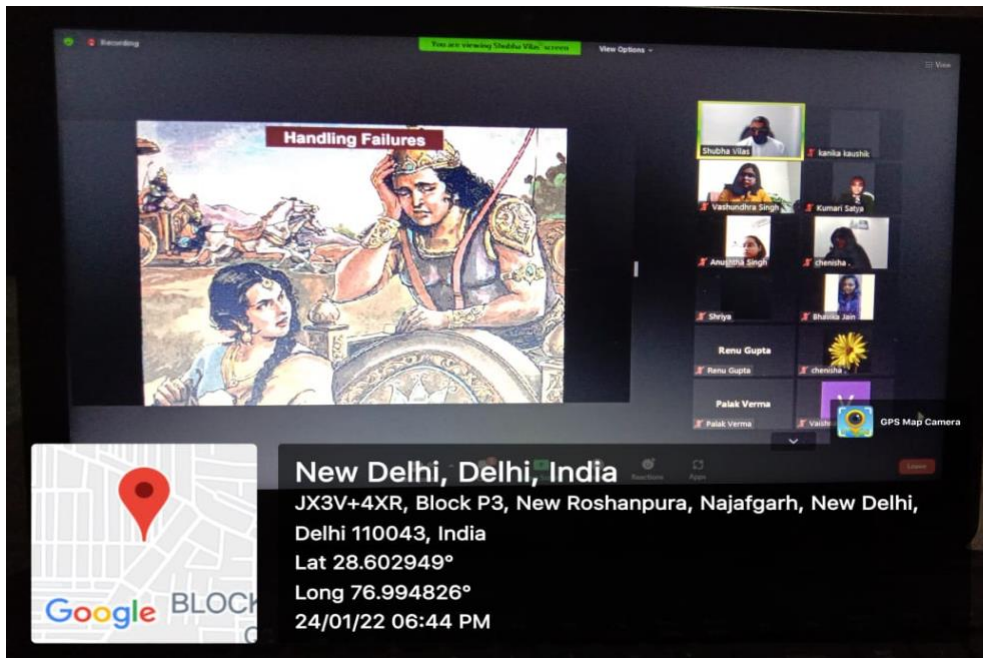 Recording
You are viewing Shubha Vilas' screen
View Options
View
Handling Failures
Shubha Vilas
kanika kaushik
Vashundhra Singh
Kumari Satya
Anushtha Singh
chenisha .
Shriya
Bhavika Jain
Renu Gupta
Renu Gupta
chenisha .
Palak Verma
Palak Verma
V
GPS Map Camera
Reactions
Apps
Leave
New Delhi, Delhi, India
JX3V+4XR, Block P3, New Roshanpura, Najafgarh, New Delhi,
Delhi 110043, India
Lat 28.602949°
Long 76.994826°
24/01/22 06:44 PM
Google
BLOCK